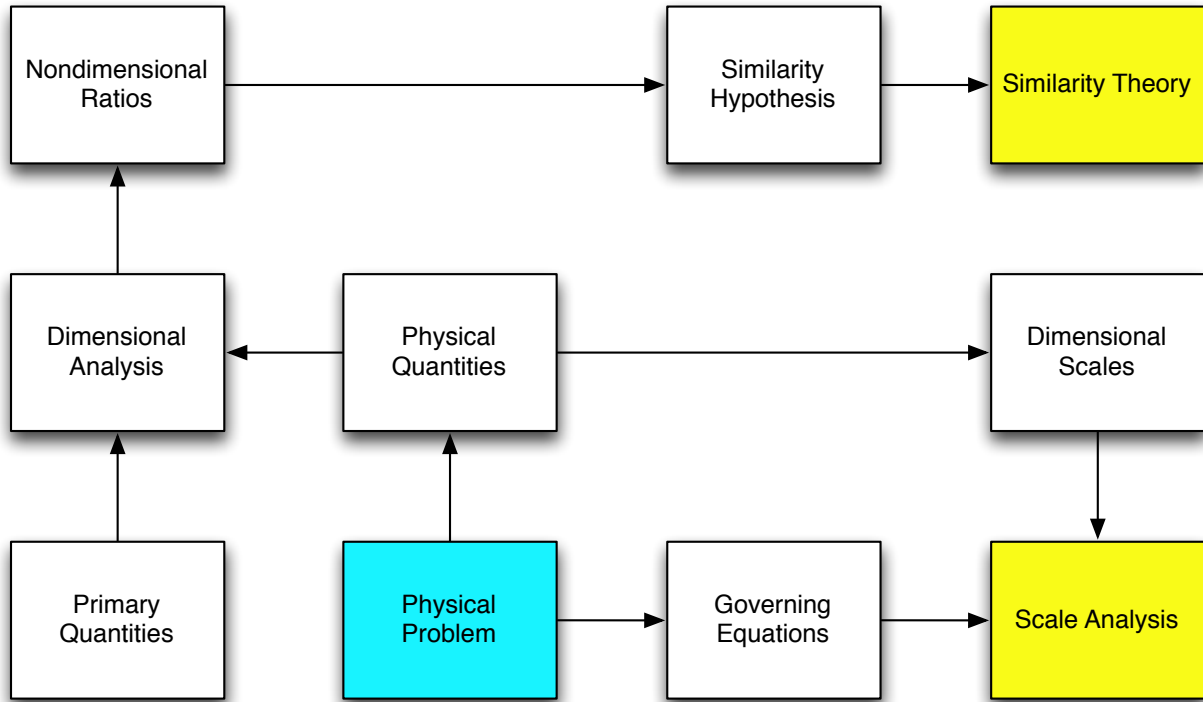 Nondimensional
Ratios
Similarity
Hypothesis
Similarity Theory
Dimensional
Analysis
Physical
Quantities
Dimensional
Scales
Primary
Quantities
Physical
Problem
Governing
Equations
Scale Analysis